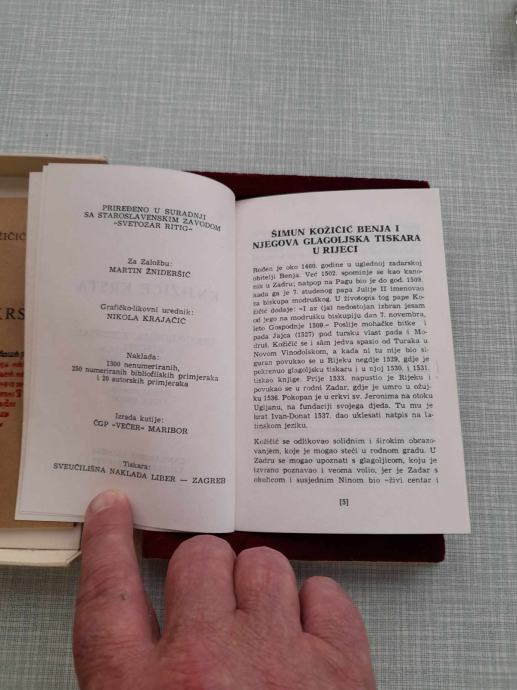 PRIREĐENO U SURADNJI
SA STAROSLAVENSKIM ZAVODOM
»SVETOZAR RITIG«
Za Založbu:
MARTIN ŽNIDERŠIČ
Grafičko-likovni urednik:
NIKOLA KRAJAČIĆ
Naklada:
1300 nenumeriranih,
250 numeriranih bibliofilskih primjeraka
i 20 autorskih primjeraka
Izrada kutije:
ČGP »VEČER« MARIBOR
Tiskara:
SVEUČILIŠNA NAKLADA LIBER — ZAGREB
ŠIMUN KOŽIČIĆ BENJA I
NJEGOVA GLAGOLJSKA TISKARA
U RIJECI
Rođen je oko 1460. godine u uglednoj zadarskoj
obitelji Benja. Već 1502. spominje se kao kano-
nik u Zadru; natpop na Pagu bio je do god. 1509.
kada ga je 7. studenog papa Julije II imenovao
za biskupa modruškog. U životopis tog pape Ko-
žičić dodaje: »I az (ja) nedostojan izbran jesam
od jego na modrušku biskupiju dan 7. novembra,
leto Gospodnje 1509.« Poslije mohačke bitke i
pada Jajca (1527) pod tursku vlast pada i Mo-
druš. Kožičić se i sâm jedva spasio od Turaka u
Novom Vinodolskom, a kada ni tu nije bio si-
guran povukao se u Rijeku negdje 1529, gdje je
pokrenuo glagoljsku tiskaru i u njoj 1530. i 1531.
tiskao knjige. Prije 1533. napustio je Rijeku i
povukao se u rodni Zadar, gdje je umro u ožuj-
ku 1536. Pokopan je u crkvi sv. Jeronima na otoku
Ugljanu, na fundaciji svojega djeda. Tu mu je
brat Ivan-Donat 1537. dao uklesati natpis na la-
tinskom jeziku.
Kožičić se odlikovao solidnim i širokim obrazo-
vanjem, koje je mogao steći u rodnom gradu. U
Zadru se mogao upoznati s glagoljicom, koju je
izvrsno poznavao i veoma volio, jer je Zadar s
okolicom i susjednim Ninom bio »živi centar i
[5]